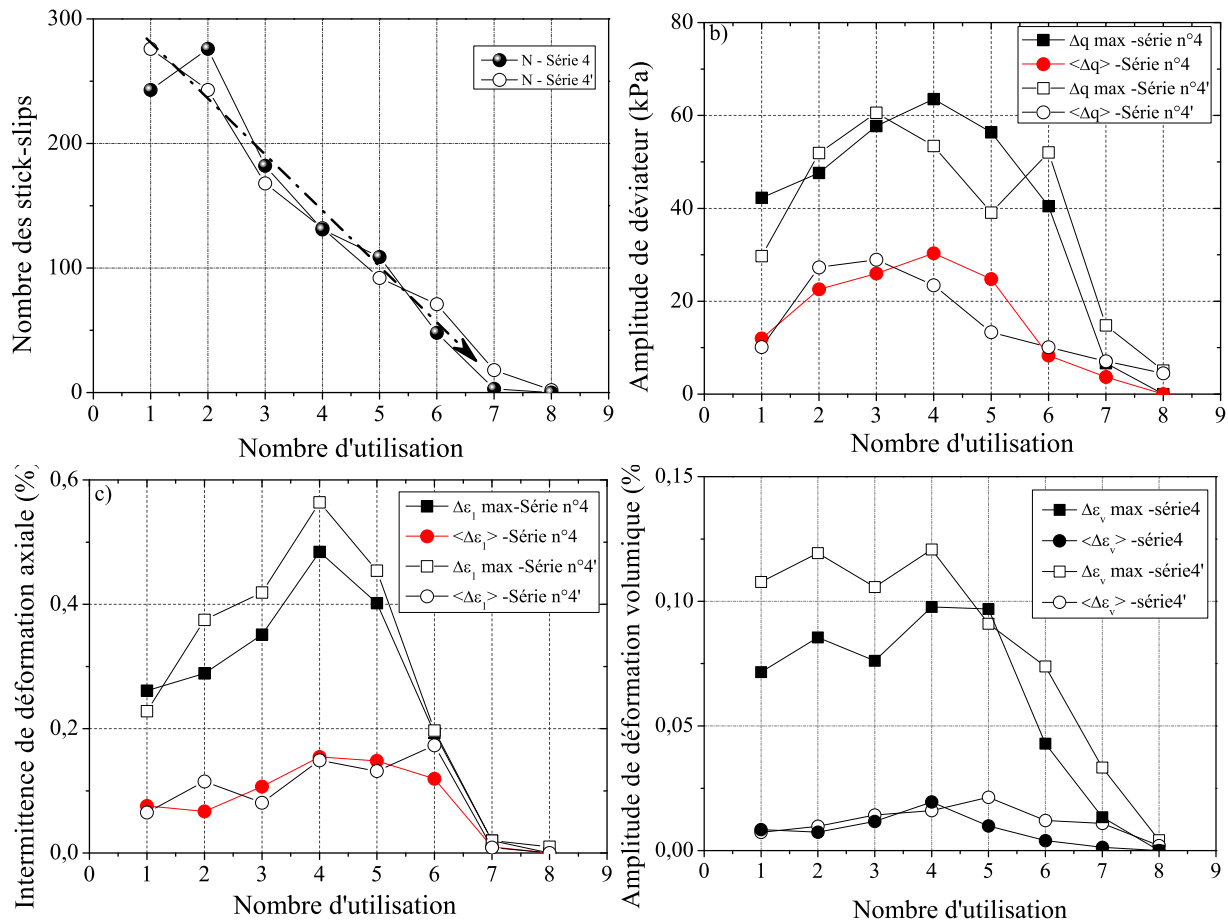 300
200
100
0
Nombre des stick-slips
N - Série 4
N - Série 4'
0 1 2 3 4 5 6 7 8 9
Nombre d'utilisation
b)
80
60
40
20
0
Amplitude de déviateur (kPa)
Δq max -série n°4
<Δq> -Série n°4
Δq max -Série n°4'
<Δq> -Série n°4'
0 1 2 3 4 5 6 7 8 9
Nombre d'utilisation
c)
0,6
0,4
0,2
0,0
Intermittence de déformation axiale (%)
Δε₁ max-Série n°4
<Δε₁> -Série n°4
Δε₁ max -Série n°4'
<Δε₁> -Série n°4'
0 1 2 3 4 5 6 7 8 9
Nombre d'utilisation
0,15
0,10
0,05
0,00
Amplitude de déformation volumique (%
Δεᵥ max -série4
<Δεᵥ> -série4
Δεᵥ max -série4'
<Δεᵥ> -série4'
0 1 2 3 4 5 6 7 8 9
Nombre d'utilisation